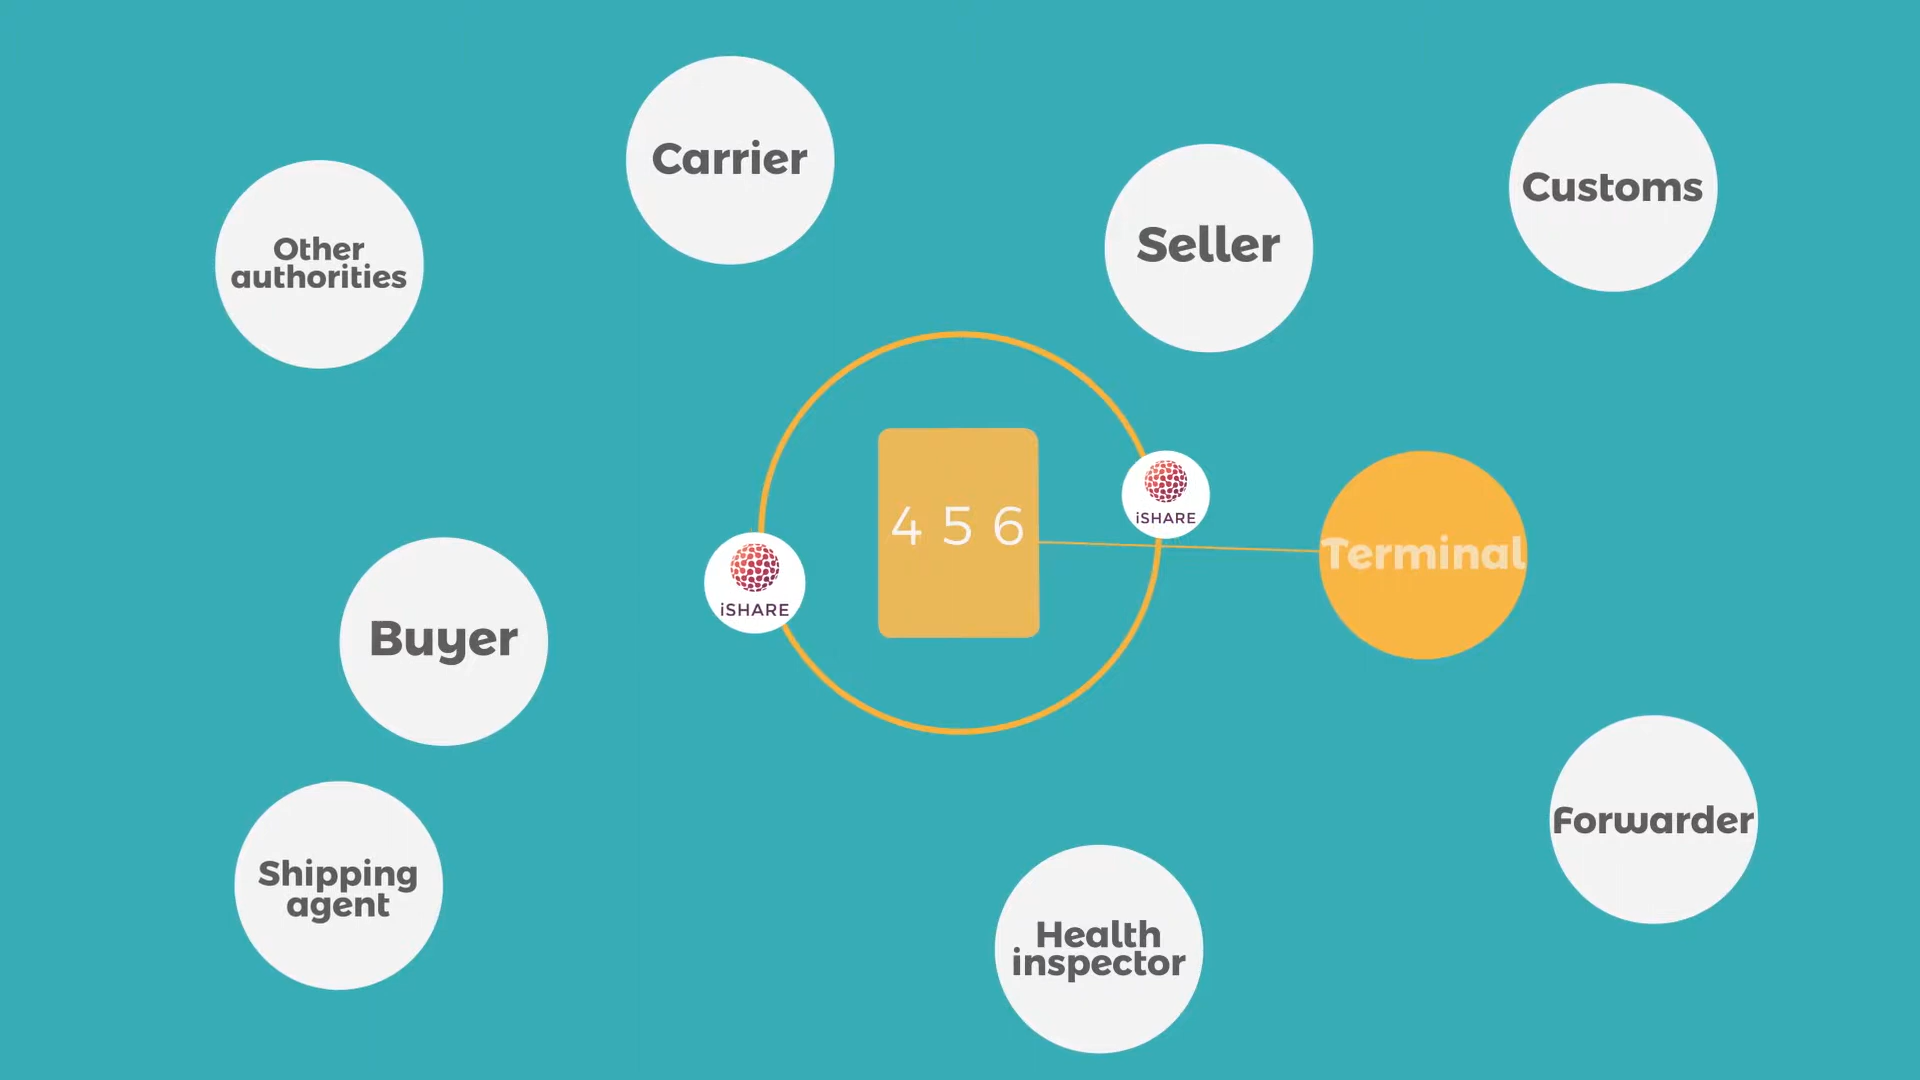 Carrier
Customs
Seller
Other
authorities
iSHARE
4 5 6
Terminal
iSHARE
Buyer
Forwarder
Shipping
agent
Health
inspector